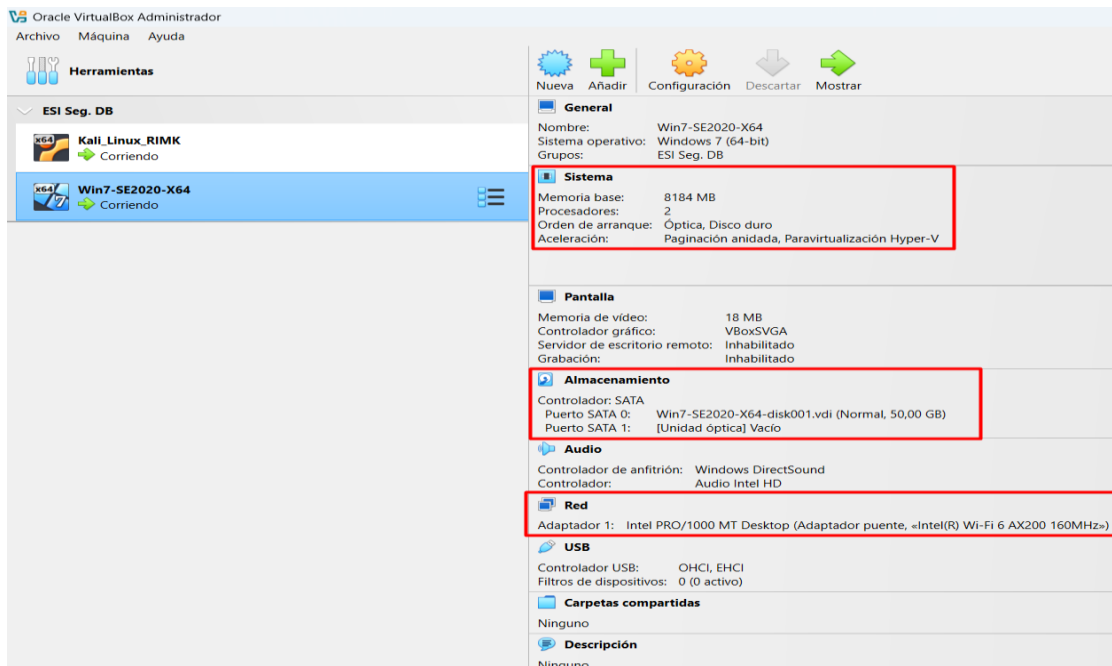 Oracle VirtualBox Administrador
Archivo Máquina Ayuda
Herramientas
ESI Seg. DB
x64
Kali_Linux_RIMK
Corriendo
x64
7
Win7-SE2020-X64
Corriendo
Nueva Añadir Configuración Descartar Mostrar
General
Nombre: Win7-SE2020-X64
Sistema operativo: Windows 7 (64-bit)
Grupos: ESI Seg. DB
Sistema
Memoria base: 8184 MB
Procesadores: 2
Orden de arranque: Óptica, Disco duro
Aceleración: Paginación anidada, Paravirtualización Hyper-V
Pantalla
Memoria de vídeo: 18 MB
Controlador gráfico: VBoxSVGA
Servidor de escritorio remoto: Inhabilitado
Grabación: Inhabilitado
Almacenamiento
Controlador: SATA
Puerto SATA 0: Win7-SE2020-X64-disk001.vdi (Normal, 50,00 GB)
Puerto SATA 1: [Unidad óptica] Vacío
Audio
Controlador de anfitrión: Windows DirectSound
Controlador: Audio Intel HD
Red
Adaptador 1: Intel PRO/1000 MT Desktop (Adaptador puente, «Intel(R) Wi-Fi 6 AX200 160MHz»)
USB
Controlador USB: OHCI, EHCI
Filtros de dispositivos: 0 (0 activo)
Carpetas compartidas
Ninguno
Descripción
Ninguno